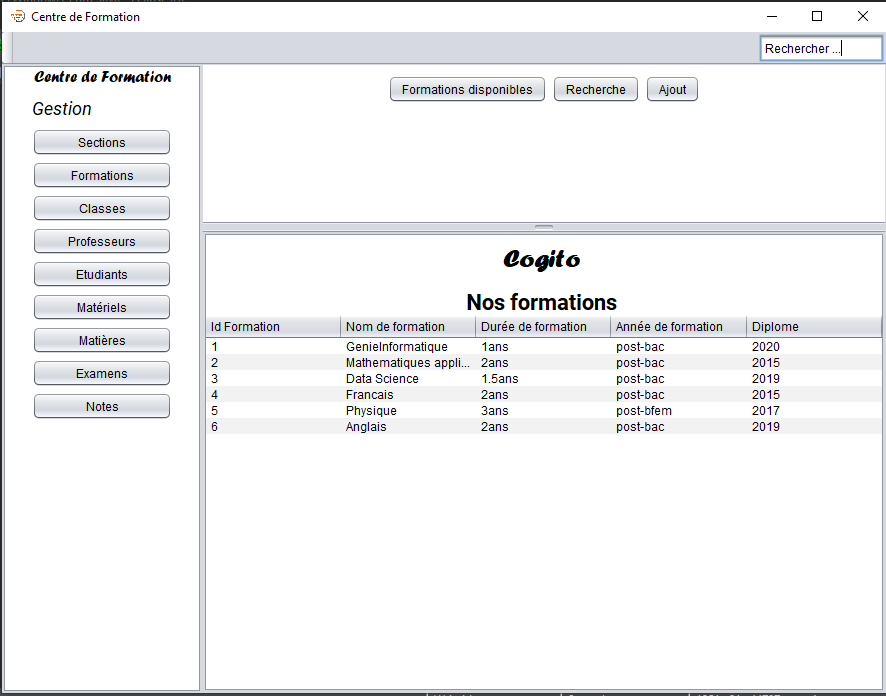 Centre de Formation
Rechercher ...
Centre de Formation
Gestion
Sections
Formations
Classes
Professeurs
Etudiants
Matériels
Matières
Examens
Notes
Formations disponibles Recherche Ajout
Cogito
Nos formations
Id Formation Nom de formation Durée de formation Année de formation Diplome
1 GenieInformatique 1ans post-bac 2020
2 Mathematiques appli... 2ans post-bac 2015
3 Data Science 1.5ans post-bac 2019
4 Francais 2ans post-bac 2015
5 Physique 3ans post-bfem 2017
6 Anglais 2ans post-bac 2019